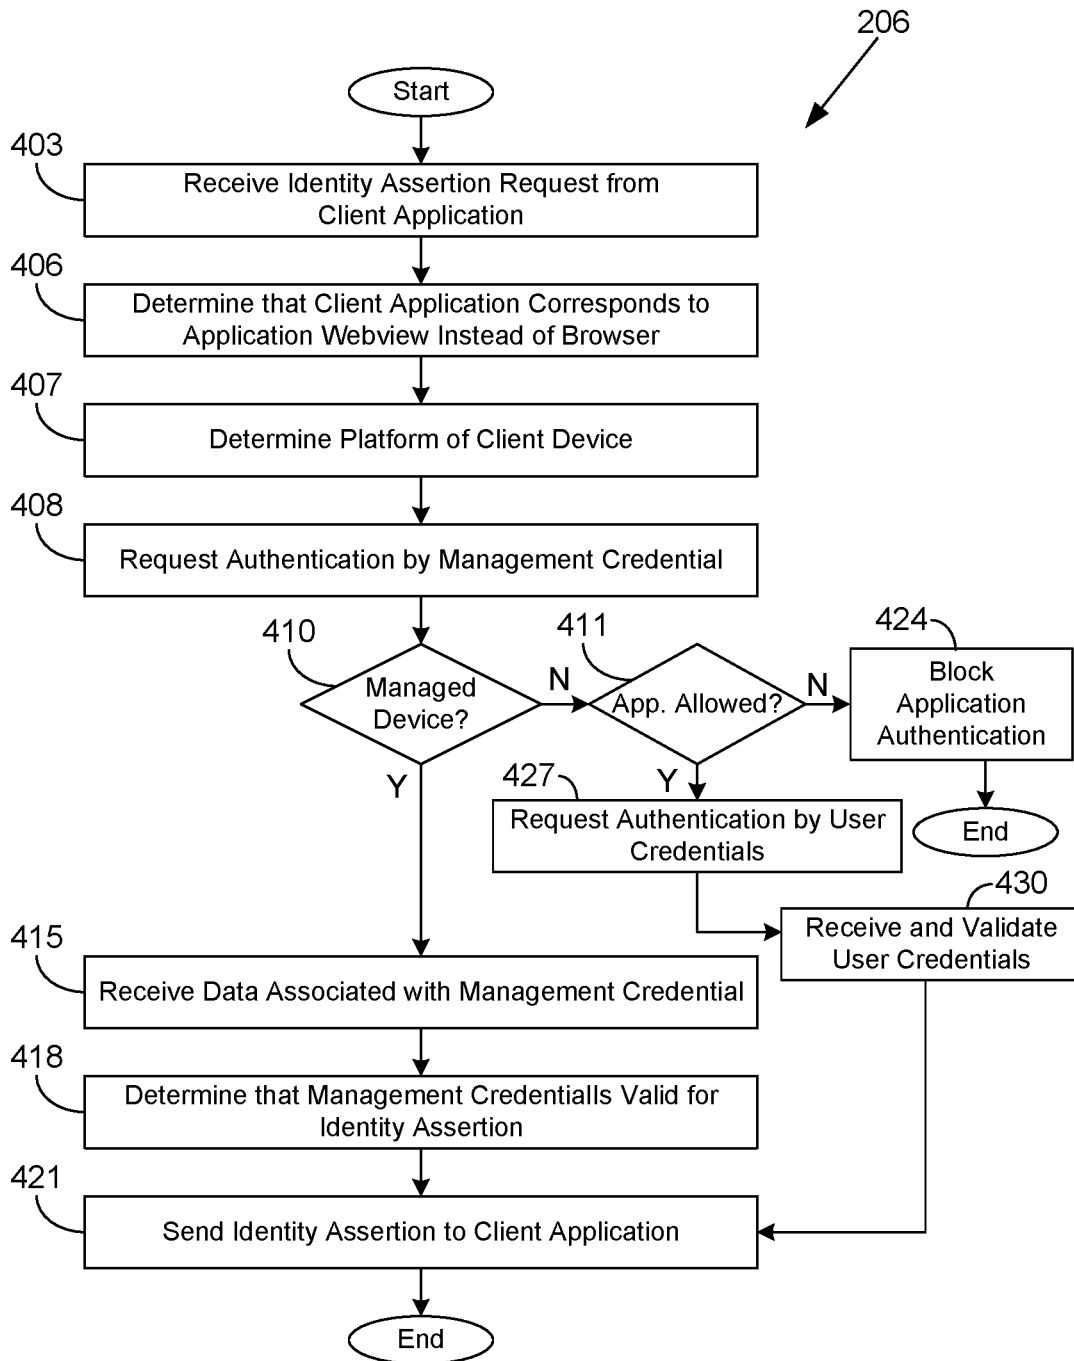 206
Start
403
Receive Identity Assertion Request from
Client Application
406
Determine that Client Application Corresponds to
Application Webview Instead of Browser
407
Determine Platform of Client Device
408
Request Authentication by Management Credential
410
Managed
Device?
N
411
App. Allowed?
N
424
Block
Application
Authentication
End
Y
Y
427
Request Authentication by User
Credentials
430
Receive and Validate
User Credentials
415
Receive Data Associated with Management Credential
418
Determine that Management CredentialIs Valid for
Identity Assertion
421
Send Identity Assertion to Client Application
End